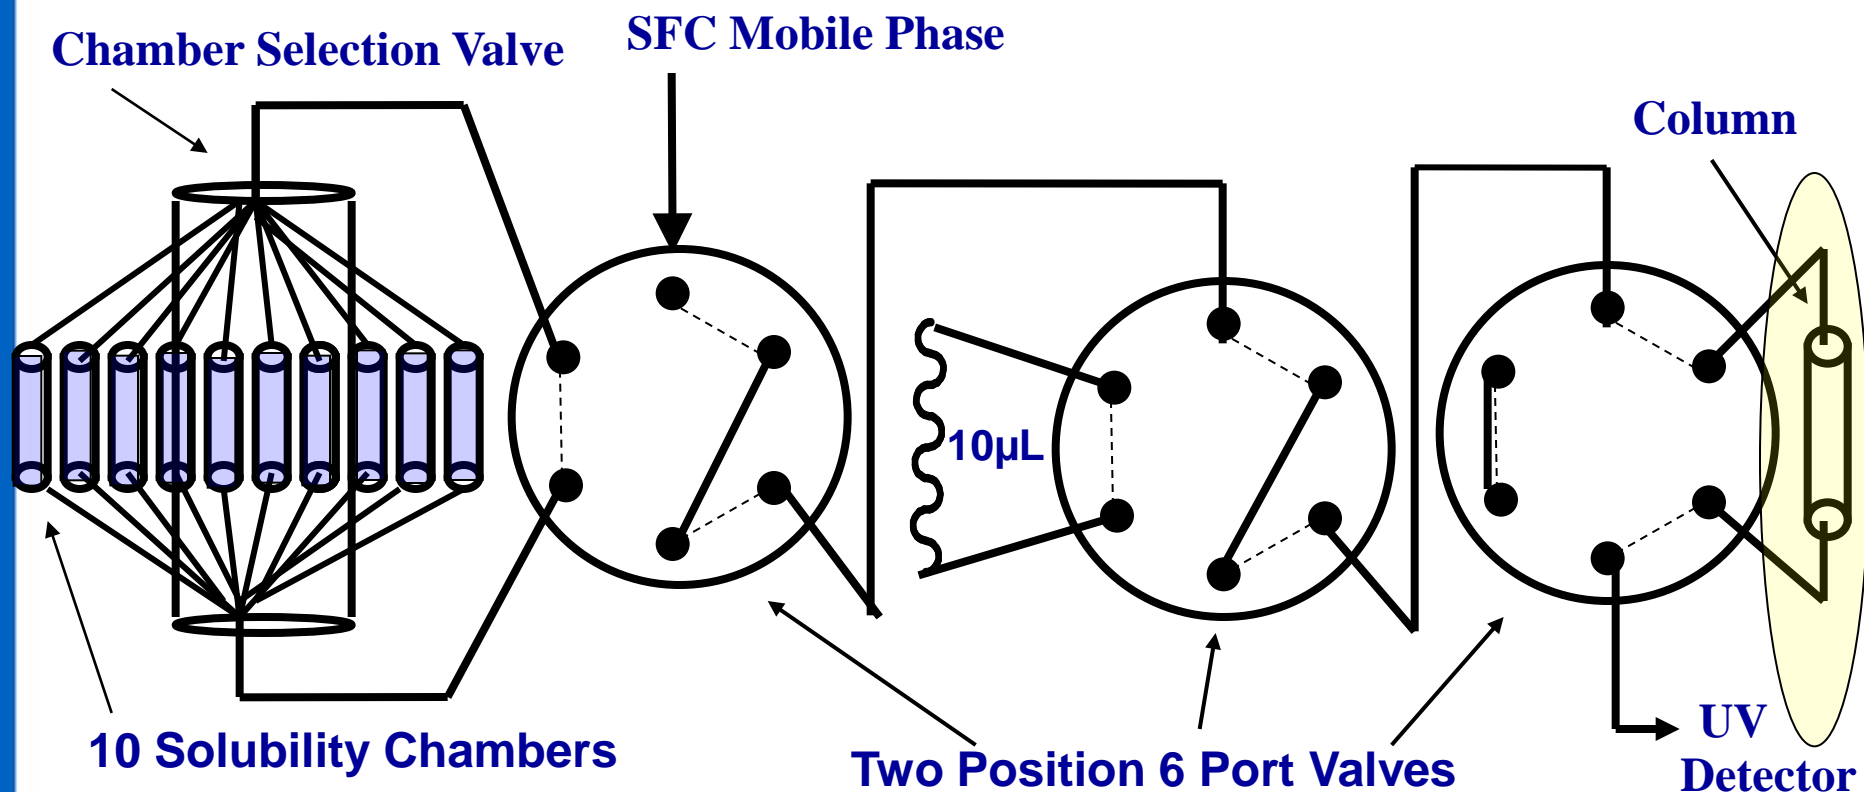 Chamber Selection Valve
SFC Mobile Phase
Column
10µL
10 Solubility Chambers
Two Position 6 Port Valves
UV
Detector